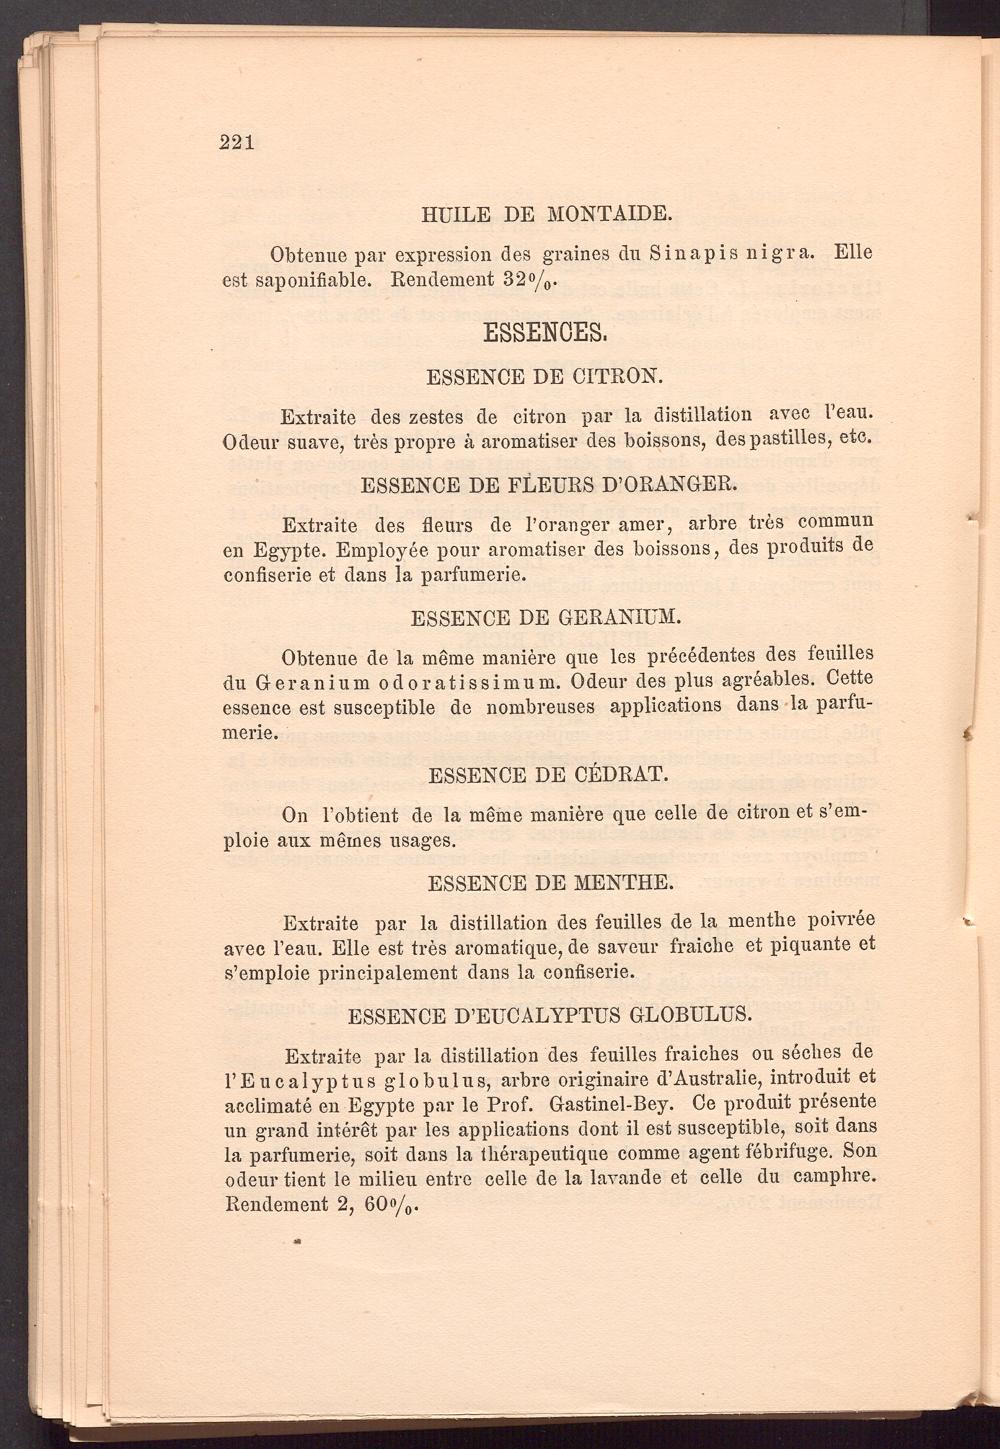 221
HUILE DE MONTAIDE.
Obtenue par expression des graines du Sinapis nigra. Elle
est saponifiable. Rendement 32%.
ESSENCES.
ESSENCE DE CITRON.
Extraite des zestes de citron par la distillation avec l'eau.
Odeur suave, très propre à aromatiser des boissons, des pastilles, etc.
ESSENCE DE FLEURS D'ORANGER.
Extraite des fleurs de l'oranger amer, arbre très commun
en Egypte. Employée pour aromatiser des boissons, des produits de
confiserie et dans la parfumerie.
ESSENCE DE GERANIUM.
Obtenue de la même manière que les précédentes des feuilles
du Geranium odoratissimum. Odeur des plus agréables. Cette
essence est susceptible de nombreuses applications dans la parfu-
merie.
ESSENCE DE CÉDRAT.
On l'obtient de la même manière que celle de citron et s'em-
ploie aux mêmes usages.
ESSENCE DE MENTHE.
Extraite par la distillation des feuilles de la menthe poivrée
avec l'eau. Elle est très aromatique, de saveur fraiche et piquante et
s'emploie principalement dans la confiserie.
ESSENCE D'EUCALYPTUS GLOBULUS.
Extraite par la distillation des feuilles fraiches ou séches de
l'Eucalyptus globulus, arbre originaire d'Australie, introduit et
acclimaté en Egypte par le Prof. Gastinel-Bey. Ce produit présente
un grand intérêt par les applications dont il est susceptible, soit dans
la parfumerie, soit dans la thérapeutique comme agent fébrifuge. Son
odeur tient le milieu entre celle de la lavande et celle du camphre.
Rendement 2, 60%.